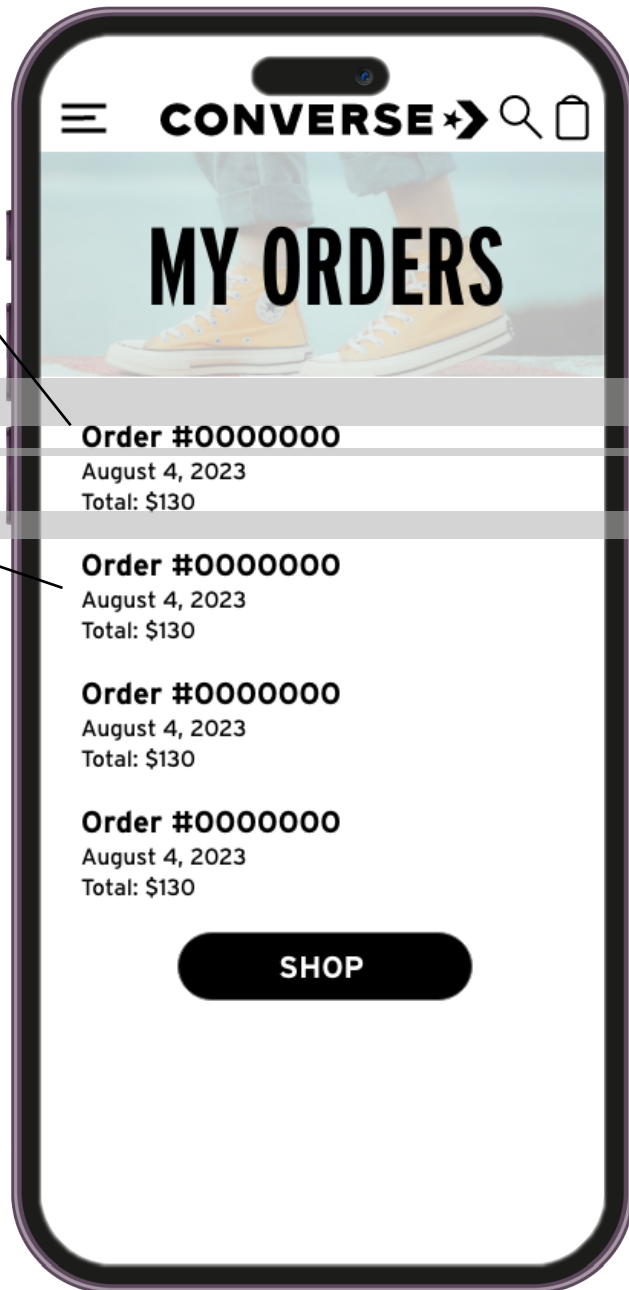 CONVERSE
MY ORDERS
Order #0000000
August 4, 2023
Total: $130
Order #0000000
August 4, 2023
Total: $130
Order #0000000
August 4, 2023
Total: $130
Order #0000000
August 4, 2023
Total: $130
SHOP